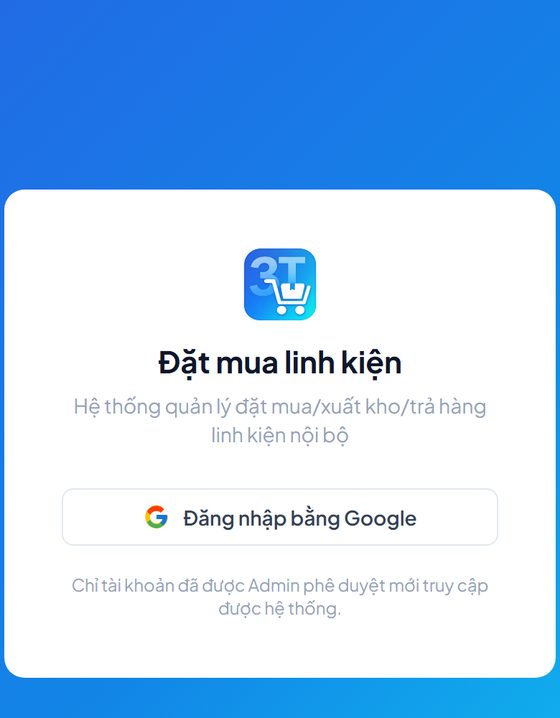 3T
Đặt mua linh kiện
Hệ thống quản lý đặt mua/xuất kho/trả hàng
linh kiện nội bộ
Đăng nhập bằng Google
Chỉ tài khoản đã được Admin phê duyệt mới truy cập
được hệ thống.